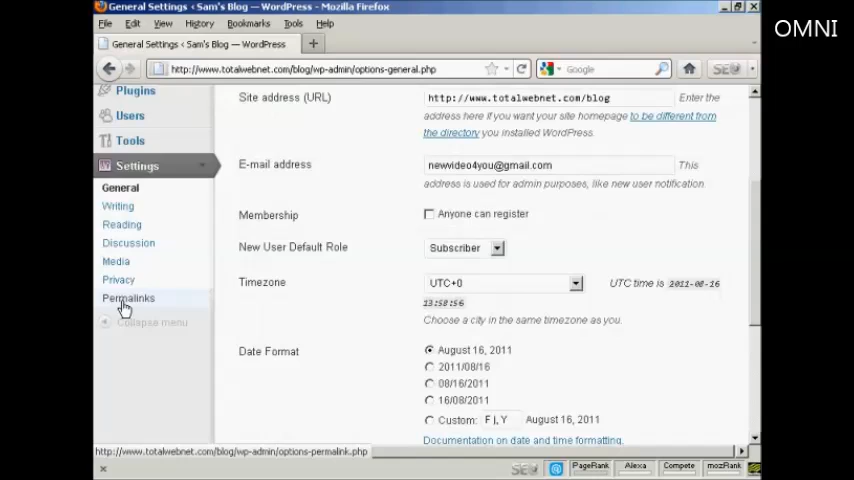 General Settings ‹ Sam's Blog — WordPress - Mozilla Firefox
OMNI
File Edit View History Bookmarks Tools Help
General Settings ‹ Sam's Blog — WordPress
http://www.totalwebnet.com/blog/wp-admin/options-general.php
Google
SEO
Plugins
Users
Tools
Settings
General
Writing
Reading
Discussion
Media
Privacy
Permalinks
Collapse menu
Site address (URL) http://www.totalwebnet.com/blog Enter the
address here if you want your site homepage to be different from
the directory you installed WordPress.
E-mail address newvideo4you@gmail.com This
address is used for admin purposes, like new user notification.
Membership Anyone can register
New User Default Role Subscriber
Timezone UTC+0 UTC time is 2011-08-16
13:58:56
Choose a city in the same timezone as you.
Date Format August 16, 2011
2011/08/16
08/16/2011
16/08/2011
Custom: F j, Y August 16, 2011
Documentation on date and time formatting.
http://www.totalwebnet.com/blog/wp-admin/options-permalink.php
SEO PageRank Alexa Compete mozRank